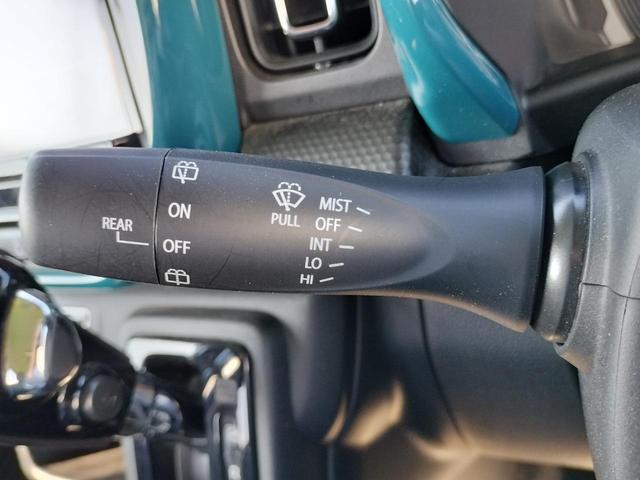 REAR
ON
OFF
PULL
MIST
OFF
INT
LO
HI